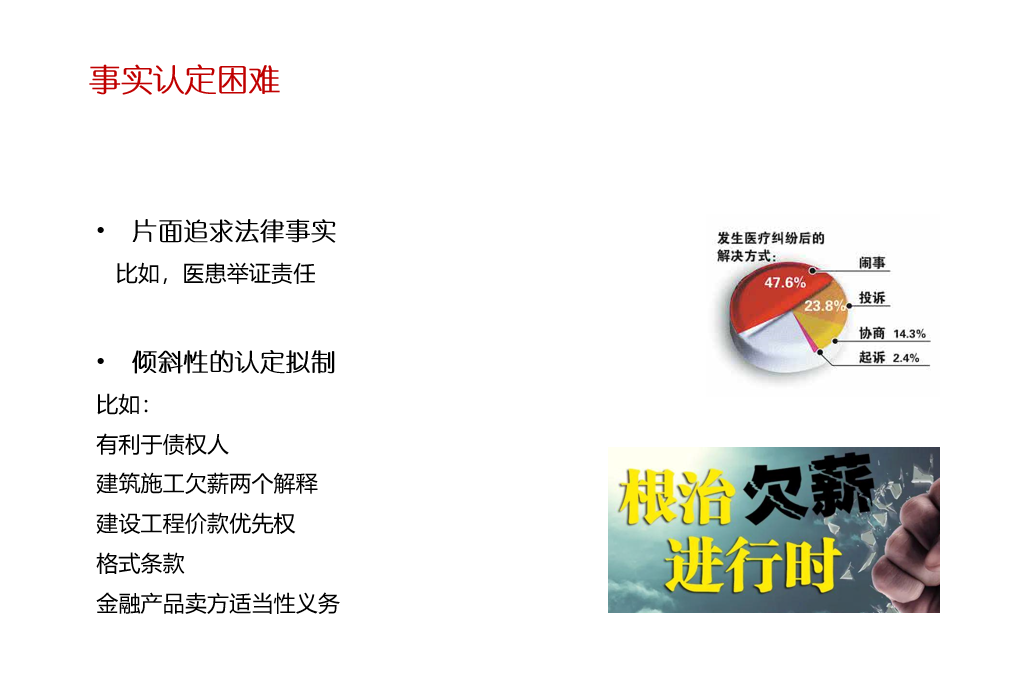 事实认定困难
• 片面追求法律事实
比如，医患举证责任
• 倾斜性的认定拟制
比如：
有利于债权人
建筑施工欠薪两个解释
建设工程价款优先权
格式条款
金融产品卖方适当性义务
发生医疗纠纷后的
解决方式：
闹事
47.6%
投诉
23.8%
协商 14.3%
起诉 2.4%
根治欠薪
进行时